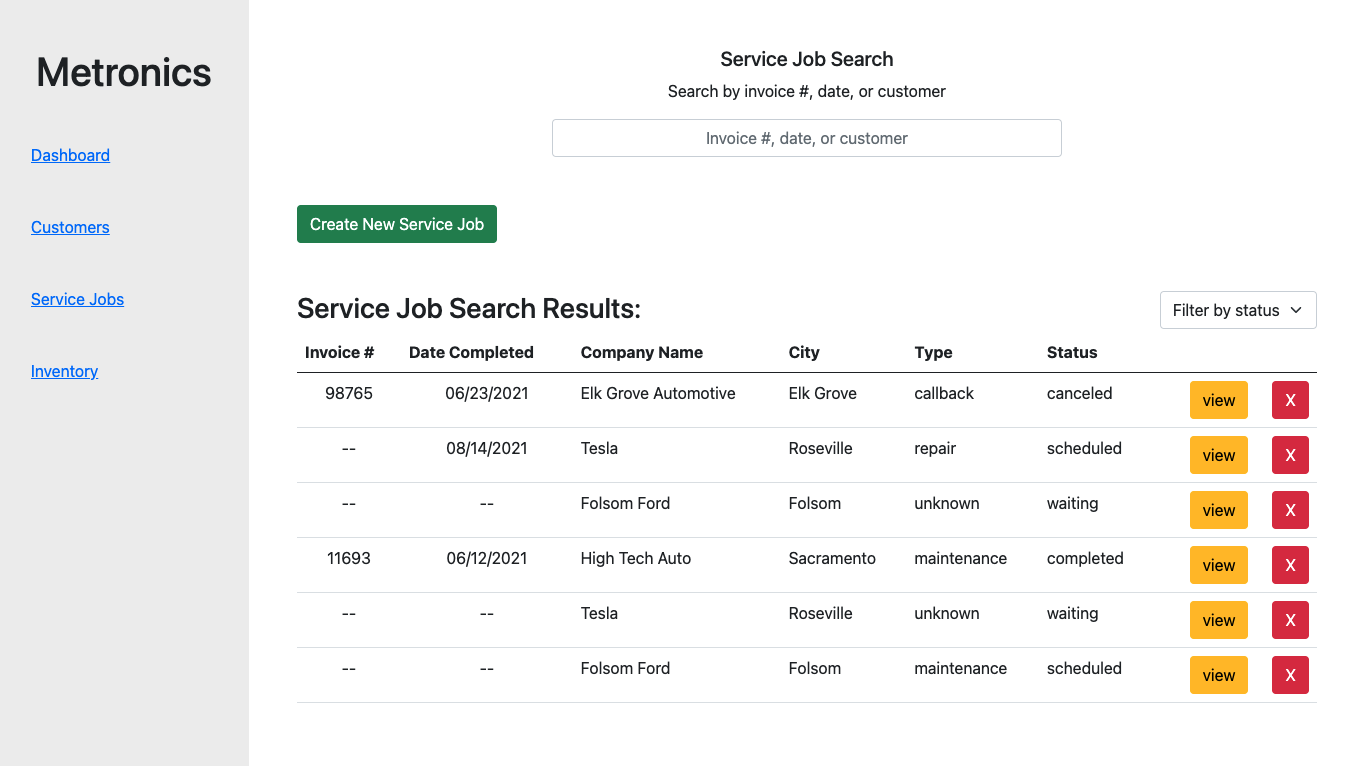 Metronics
Dashboard
Customers
Service Jobs
Inventory
Service Job Search
Search by invoice #, date, or customer
Invoice #, date, or customer
Create New Service Job
Service Job Search Results:
Filter by status
Invoice # Date Completed Company Name City Type Status
98765 06/23/2021 Elk Grove Automotive Elk Grove callback canceled view X
-- 08/14/2021 Tesla Roseville repair scheduled view X
-- -- Folsom Ford Folsom unknown waiting view X
11693 06/12/2021 High Tech Auto Sacramento maintenance completed view X
-- -- Tesla Roseville unknown waiting view X
-- -- Folsom Ford Folsom maintenance scheduled view X